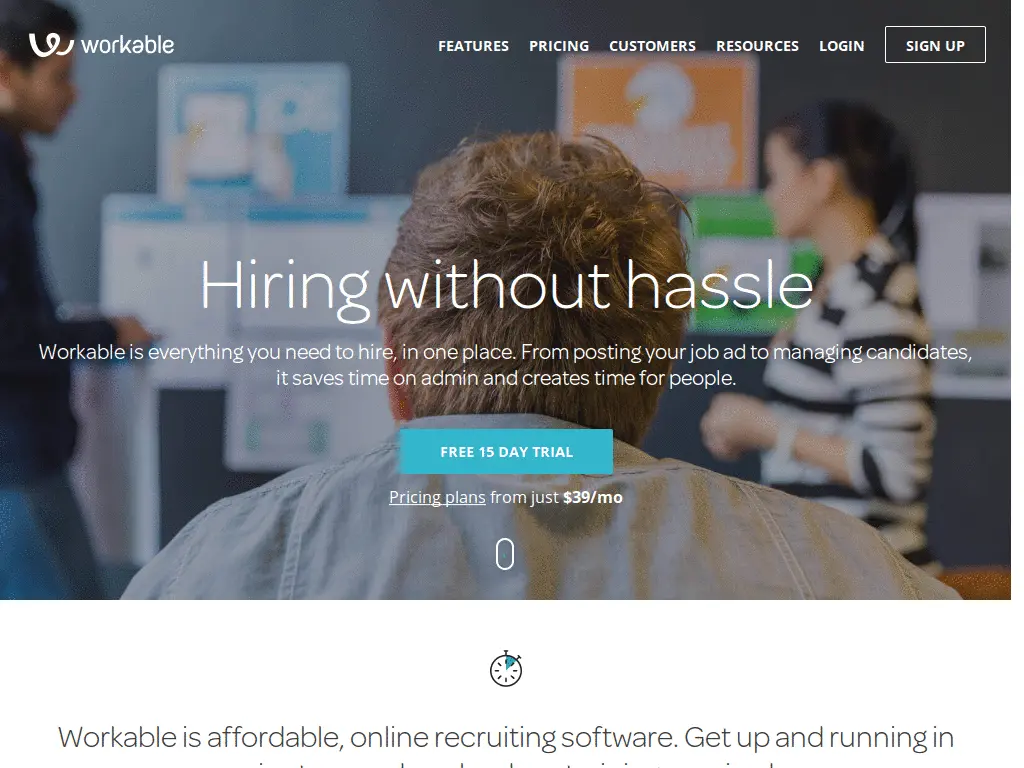 workable
FEATURES PRICING CUSTOMERS RESOURCES LOGIN SIGN UP
Hiring without hassle
Workable is everything you need to hire, in one place. From posting your job ad to managing candidates,
it saves time on admin and creates time for people.
FREE 15 DAY TRIAL
Pricing plans from just $39/mo
Workable is affordable, online recruiting software. Get up and running in